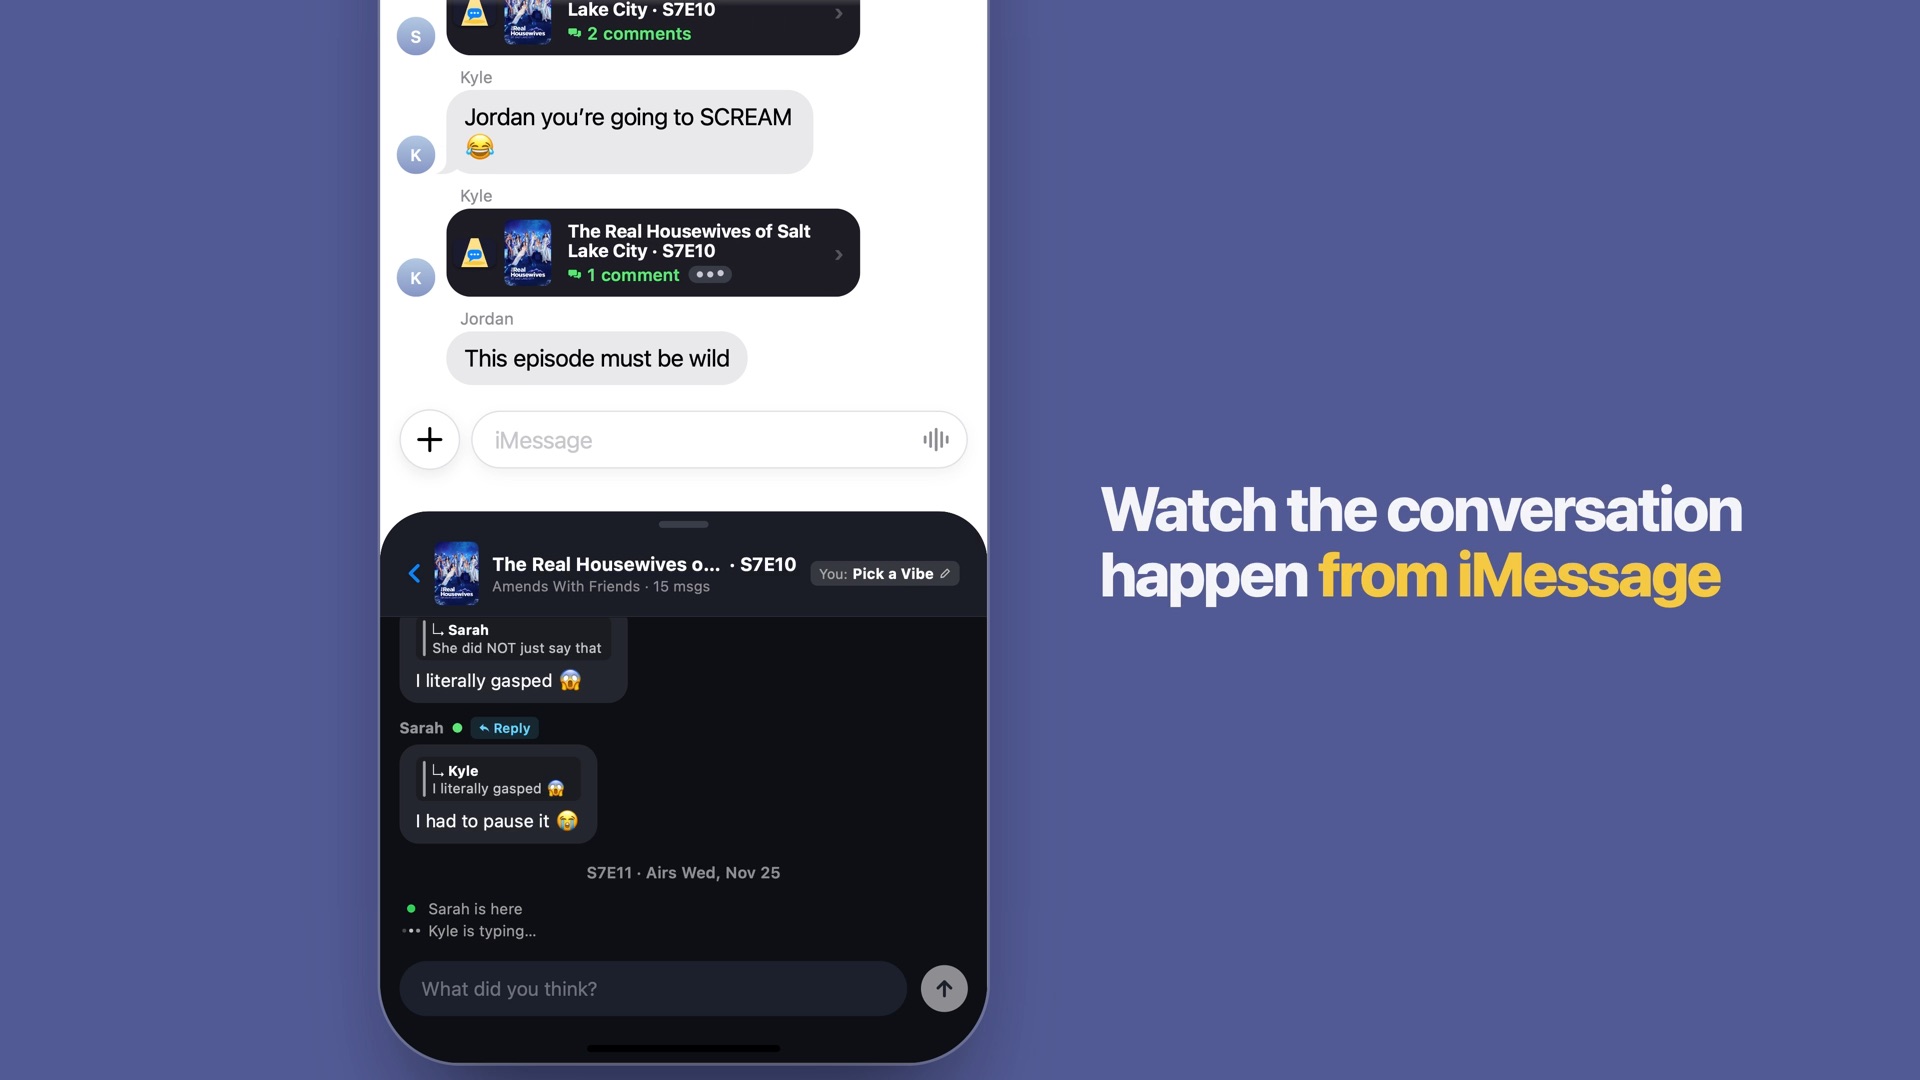 Lake City · S7E10
2 comments
S
Kyle
Jordan you’re going to SCREAM
😂
K
Kyle
The Real Housewives of Salt
Lake City · S7E10
1 comment
Real
Housewives
K
Jordan
This episode must be wild
iMessage
The Real Housewives o... · S7E10
Amends With Friends · 15 msgs
You: Pick a Vibe
Real
Housewives
Sarah
She did NOT just say that
I literally gasped 😱
Sarah
Reply
Kyle
I literally gasped 😱
I had to pause it 😭
S7E11 · Airs Wed, Nov 25
Sarah is here
Kyle is typing...
What did you think?
Watch the conversation
happen from iMessage